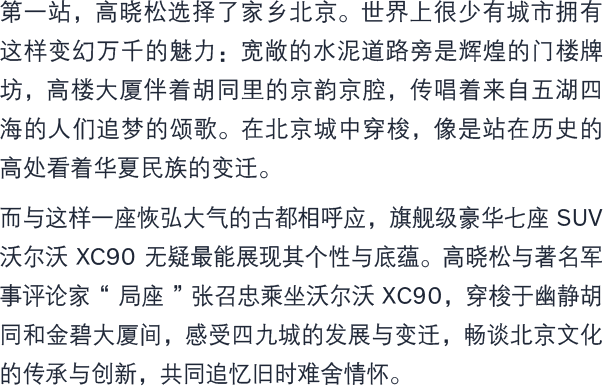 第一站，高晓松选择了家乡北京。世界上很少有城市拥有
这样变幻万千的魅力：宽敞的水泥道路旁是辉煌的门楼牌
坊，高楼大厦伴着胡同里的京韵京腔，传唱着来自五湖四
海的人们追梦的颂歌。在北京城中穿梭，像是站在历史的
高处看着华夏民族的变迁。
而与这样一座恢弘大气的古都相呼应，旗舰级豪华七座 SUV
沃尔沃 XC90 无疑最能展现其个性与底蕴。高晓松与著名军
事评论家 “ 局座 ” 张召忠乘坐沃尔沃 XC90，穿梭于幽静胡
同和金碧大厦间，感受四九城的发展与变迁，畅谈北京文化
的传承与创新，共同追忆旧时难舍情怀。